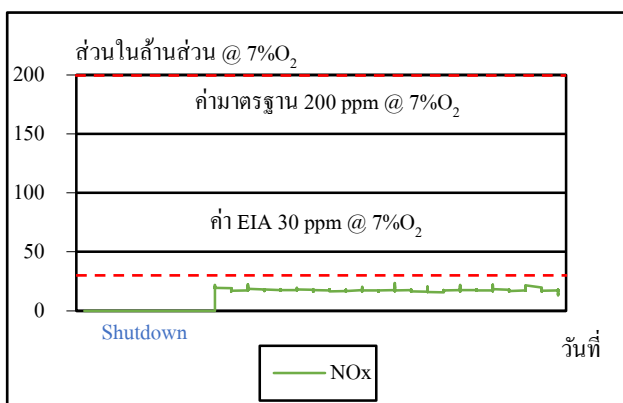 ส่วนในล้านส่วน @ 7%O₂
200
ค่ามาตรฐาน 200 ppm @ 7%O₂
150
100
ค่า EIA 30 ppm @ 7%O₂
50
0
Shutdown
วันที่
NOx